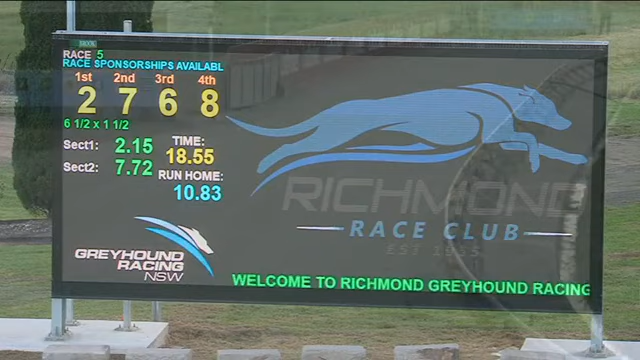 RACE 5
RACE SPONSORSHIPS AVAILABL
1st 2nd 3rd 4th
2 7 6 8
6 1/2 x 1 1/2
Sect1: 2.15
Sect2: 7.72
TIME:
18.55
RUN HOME:
10.83
RICHMOND
RACE CLUB
GREYHOUND
RACING
NSW
WELCOME TO RICHMOND GREYHOUND RACING